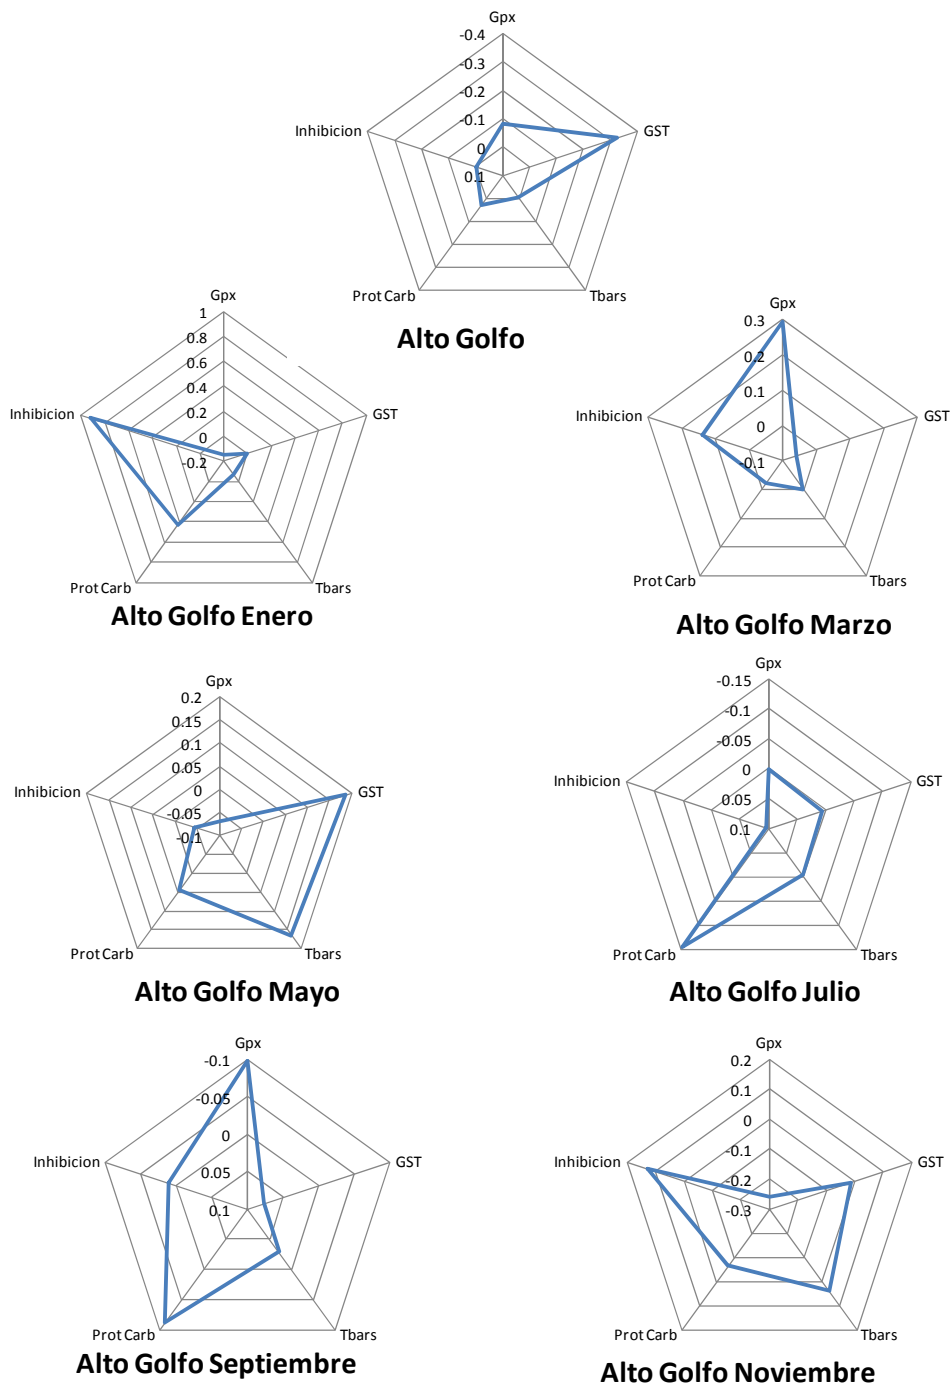 Gpx
-0.4
-0.3
-0.2
-0.1
0
0.1
GST
Tbars
Prot Carb
Inhibicion
Alto Golfo
Gpx
1
0.8
0.6
0.4
0.2
0
-0.2
GST
Tbars
Prot Carb
Inhibicion
Alto Golfo Enero
Gpx
0.3
0.2
0.1
0
-0.1
GST
Tbars
Prot Carb
Inhibicion
Alto Golfo Marzo
Gpx
0.2
0.15
0.1
0.05
0
-0.05
-0.1
GST
Tbars
Prot Carb
Inhibicion
Alto Golfo Mayo
Gpx
-0.15
-0.1
-0.05
0
0.05
0.1
GST
Tbars
Prot Carb
Inhibicion
Alto Golfo Julio
Gpx
-0.1
-0.05
0
0.05
0.1
GST
Tbars
Prot Carb
Inhibicion
Alto Golfo Septiembre
Gpx
0.2
0.1
0
-0.1
-0.2
-0.3
GST
Tbars
Prot Carb
Inhibicion
Alto Golfo Noviembre